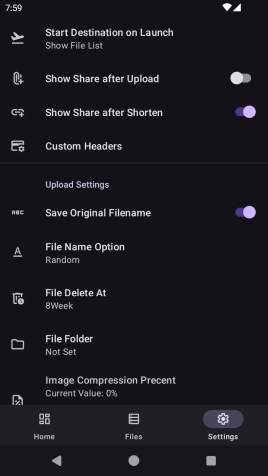 7:59
Start Destination on Launch
Show File List
Show Share after Upload
Show Share after Shorten
Custom Headers
Upload Settings
ABC
Save Original Filename
File Name Option
Random
File Delete At
8Week
File Folder
Not Set
Image Compression Precent
Current Value: 0%
Home
Files
Settings